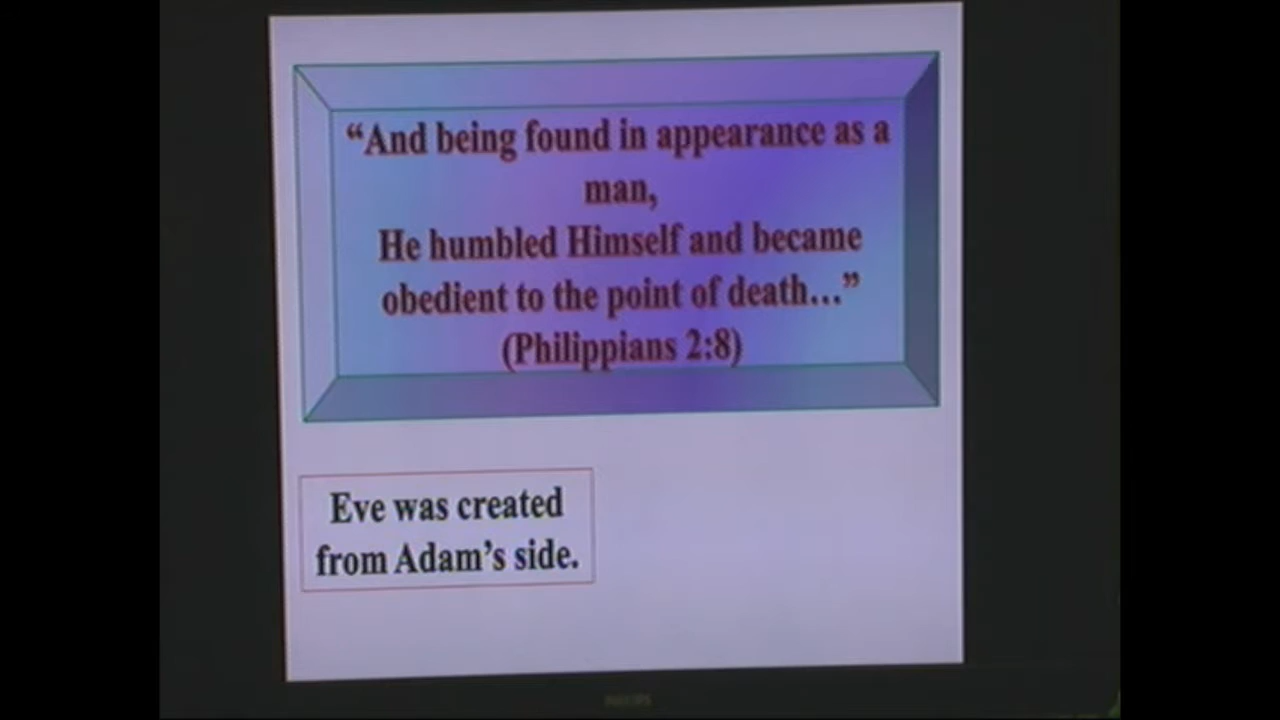 “And being found in appearance as a
man,
He humbled Himself and became
obedient to the point of death...”
(Philippians 2:8)
Eve was created
from Adam’s side.
PHILIPS